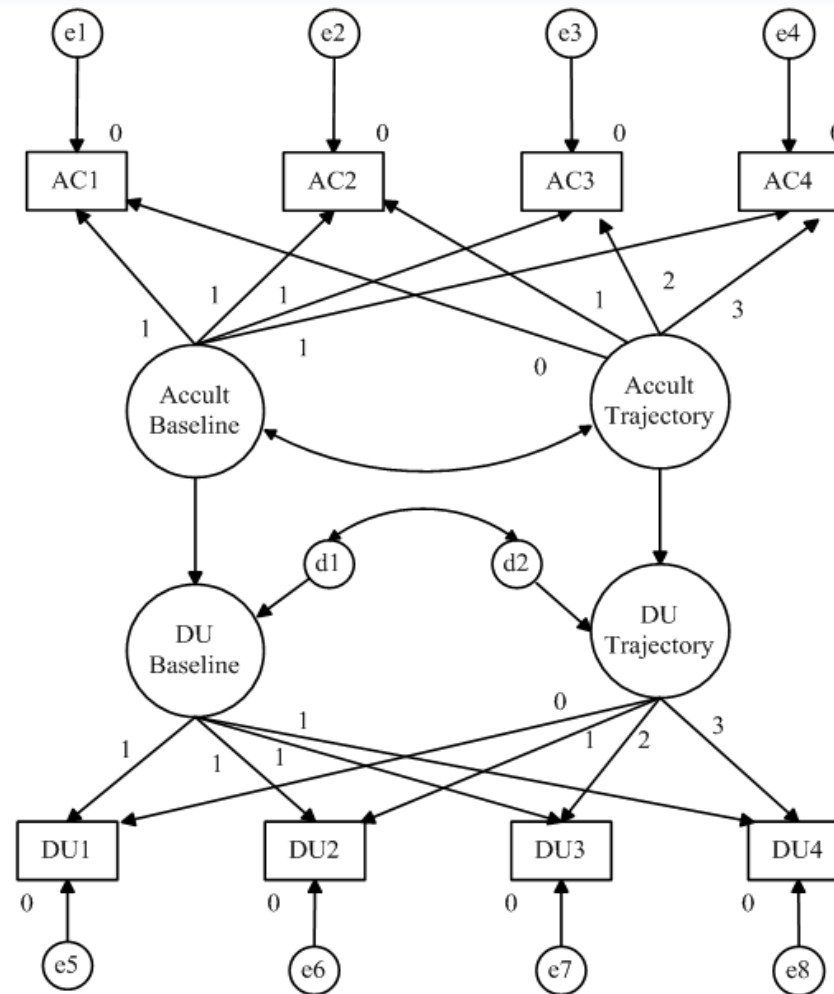 e1
e2
e3
e4
0
0
0
0
AC1
AC2
AC3
AC4
1
1
1
1
0
1
2
3
Accult
Baseline
Accult
Trajectory
d1
d2
DU
Baseline
DU
Trajectory
1
1
1
1
0
1
2
3
DU1
DU2
DU3
DU4
0
0
0
0
e5
e6
e7
e8